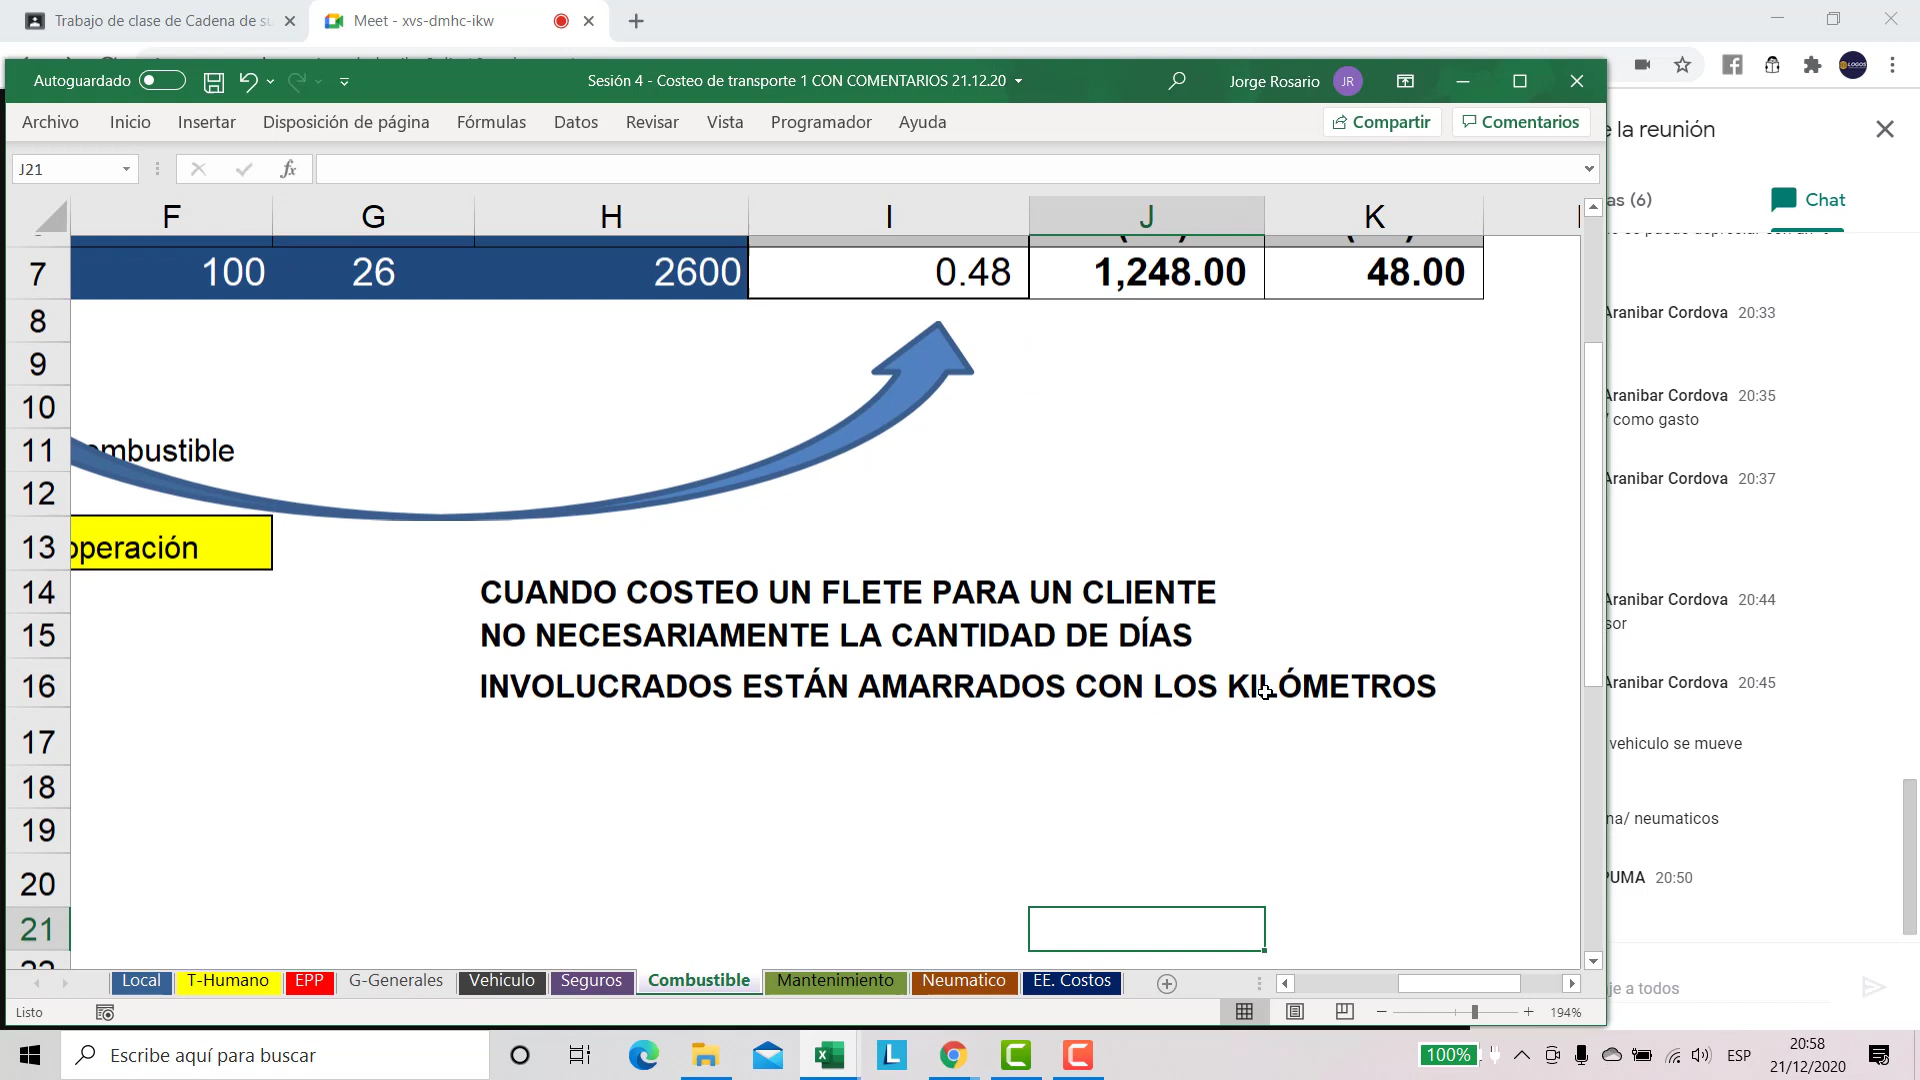 Trabajo de clase de Cadena de su
Meet - xvs-dmhc-ikw
Autoguardado
Sesión 4 - Costeo de transporte 1 CON COMENTARIOS 21.12.20
Jorge Rosario
JR
Archivo Inicio Insertar Disposición de página Fórmulas Datos Revisar Vista Programador Ayuda
Compartir
Comentarios
J21
fx
F G H I J K
7 100 26 2600 0.48 1,248.00 48.00
8
9
10
11 ombustible
12
13 operación
14 CUANDO COSTEO UN FLETE PARA UN CLIENTE
15 NO NECESARIAMENTE LA CANTIDAD DE DÍAS
16 INVOLUCRADOS ESTÁN AMARRADOS CON LOS KILÓMETROS
17
18
19
20
21
Local T-Humano EPP G-Generales Vehiculo Seguros Combustible Mantenimiento Neumatico EE. Costos
Listo
194%
e la reunión
as (6)
Chat
Aranibar Cordova 20:33
Aranibar Cordova 20:35
como gasto
Aranibar Cordova 20:37
Aranibar Cordova 20:44
sor
Aranibar Cordova 20:45
vehiculo se mueve
na/ neumaticos
PUMA 20:50
je a todos
Escribe aquí para buscar
100%
ESP
20:58
21/12/2020